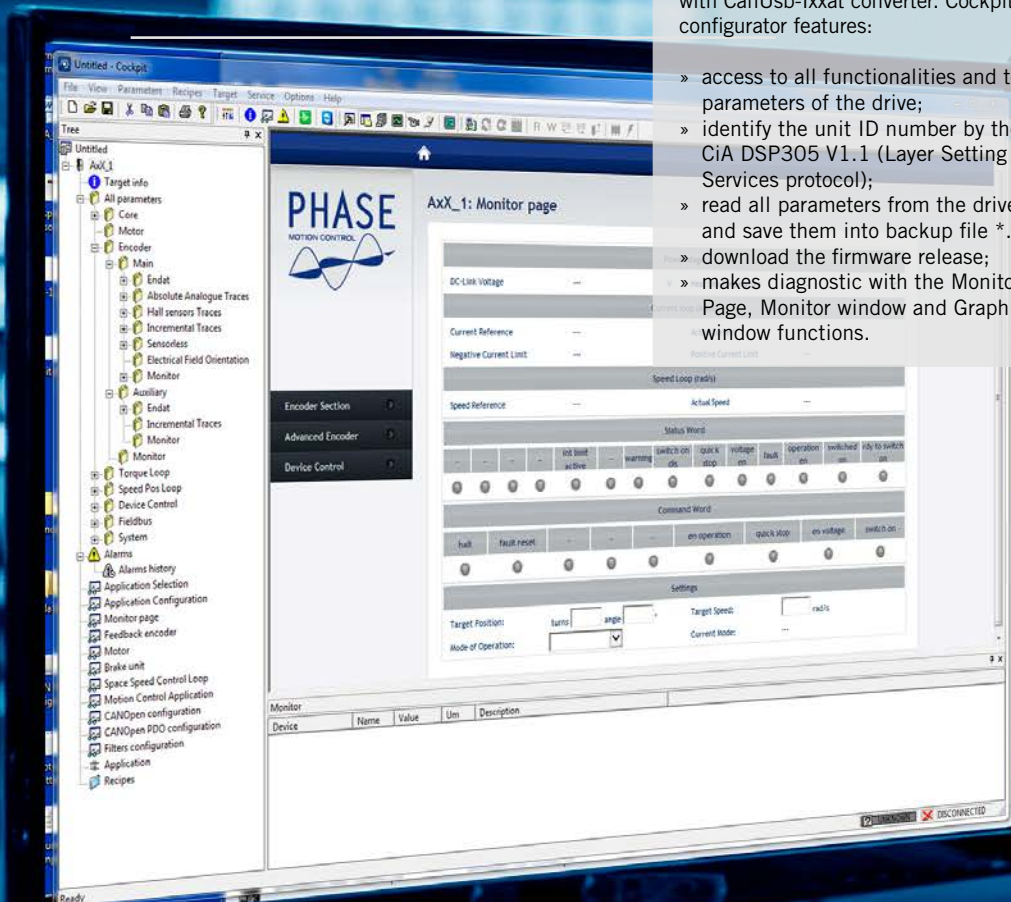 with CanUsb-Ixxat converter. Cockpit
configurator features:
» access to all functionalities and
parameters of the drive;
» identify the unit ID number by the
CiA DSP305 V1.1 (Layer Setting
Services protocol);
» read all parameters from the drive
and save them into backup file *.
» download the firmware release;
» makes diagnostic with the Monitor
Page, Monitor window and Graph
window functions.
Untitled - Cockpit
File View Parameters Recipes Target Service Options Help
Tree
Untitled
AxX_1
Target info
All parameters
Core
Motor
Encoder
Main
Endat
Absolute Analogue Traces
Hall sensors Traces
Incremental Traces
Sensorless
Electrical Field Orientation
Monitor
Auxiliary
Endat
Incremental Traces
Monitor
Monitor
Torque Loop
Speed Pos Loop
Device Control
Fieldbus
System
Alarms
Alarms history
Application Selection
Application Configuration
Monitor page
Feedback encoder
Motor
Brake unit
Space Speed Control Loop
Motion Control Application
CANOpen configuration
CANOpen PDO configuration
Filters configuration
Application
Recipes
Ready
PHASE
MOTION CONTROL
Encoder Section
Advanced Encoder
Device Control
AxX_1: Monitor page
DC-Link Voltage ---
Current Reference ---
Negative Current Limit --- Positive Current Limit ---
Speed Loop (rad/s)
Speed Reference --- Actual Speed ---
Status Word
-- -- -- -- int limit active -- warning switch on dis quick stop voltage en fault operation en switched on rdy to switch on
Command Word
halt fault reset -- -- -- en operation quick stop en voltage switch on
Settings
Target Position: turns angle ° Target Speed: rad/s
Mode of Operation: Current Mode: ---
Monitor
Device Name Value Um Description
UNKNOWN DISCONNECTED